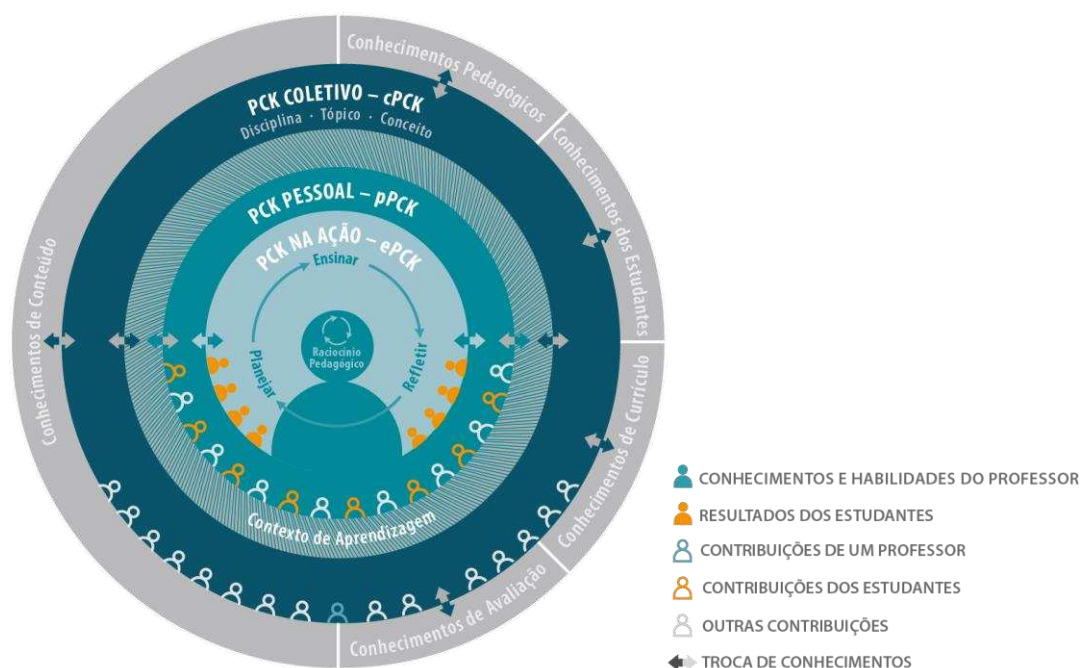 Conhecimentos Pedagógicos
Conhecimentos dos Estudantes
Conhecimentos de Currículo
Conhecimentos de Avaliação
Conhecimentos de Conteúdo
PCK COLETIVO – cPCK
Disciplina · Tópico · Conceito
PCK PESSOAL – pPCK
PCK NA AÇÃO – ePCK
Ensinar
Refletir
Planejar
Raciocínio
Pedagógico
Contexto de Aprendizagem
CONHECIMENTOS E HABILIDADES DO PROFESSOR
RESULTADOS DOS ESTUDANTES
CONTRIBUIÇÕES DE UM PROFESSOR
CONTRIBUIÇÕES DOS ESTUDANTES
OUTRAS CONTRIBUIÇÕES
TROCA DE CONHECIMENTOS